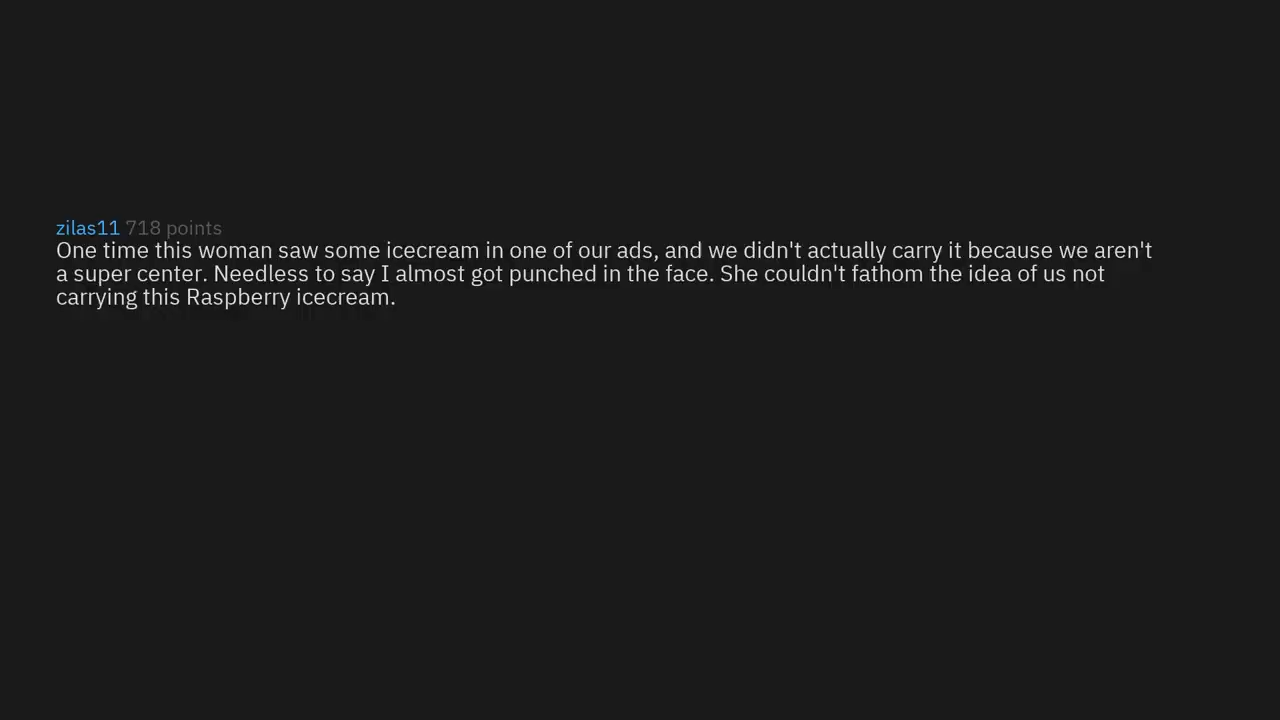 zilas11 718 points
One time this woman saw some icecream in one of our ads, and we didn't actually carry it because we aren't
a super center. Needless to say I almost got punched in the face. She couldn't fathom the idea of us not
carrying this Raspberry icecream.